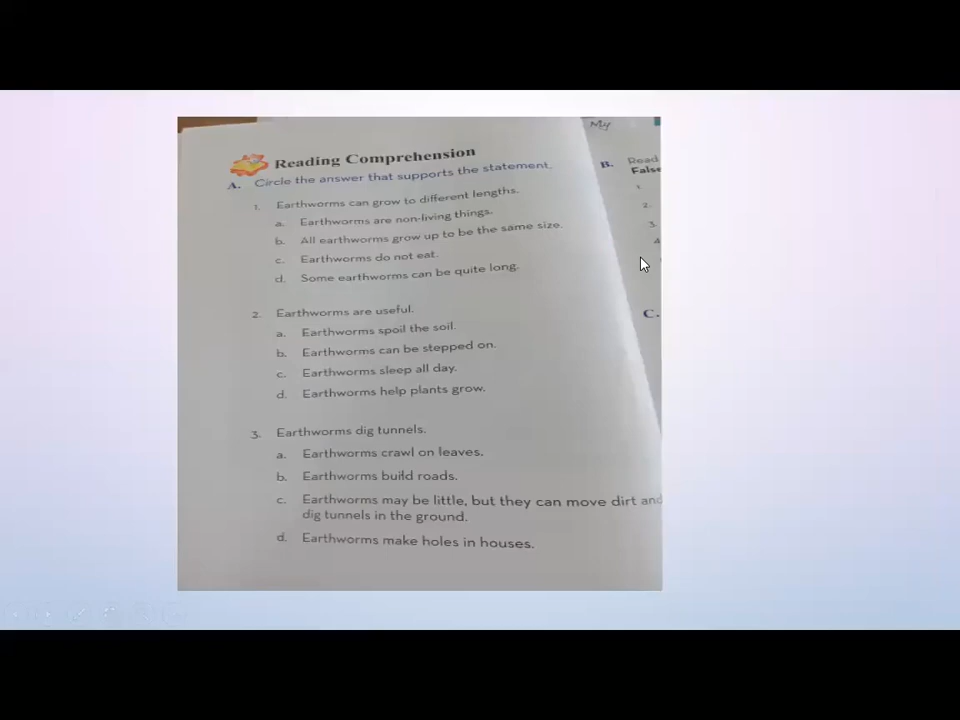 Reading Comprehension
A. Circle the answer that supports the statement.
1. Earthworms can grow to different lengths.
a. Earthworms are non-living things.
b. All earthworms grow up to be the same size.
c. Earthworms do not eat.
d. Some earthworms can be quite long.
2. Earthworms are useful.
a. Earthworms spoil the soil.
b. Earthworms can be stepped on.
c. Earthworms sleep all day.
d. Earthworms help plants grow.
3. Earthworms dig tunnels.
a. Earthworms crawl on leaves.
b. Earthworms build roads.
c. Earthworms may be little, but they can move dirt and
dig tunnels in the ground.
d. Earthworms make holes in houses.
My
B. Read
False
1.
2.
3.
4
C.